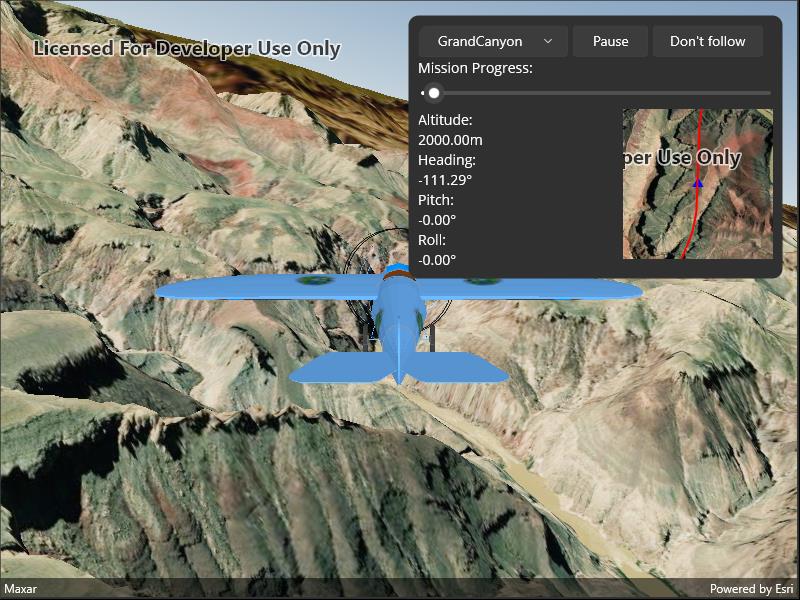 Licensed For Developer Use Only
GrandCanyon
Pause
Don't follow
Mission Progress:
Altitude:
2000.00m
Heading:
-111.29°
Pitch:
-0.00°
Roll:
-0.00°
Use Only
Maxar
Powered by Esri